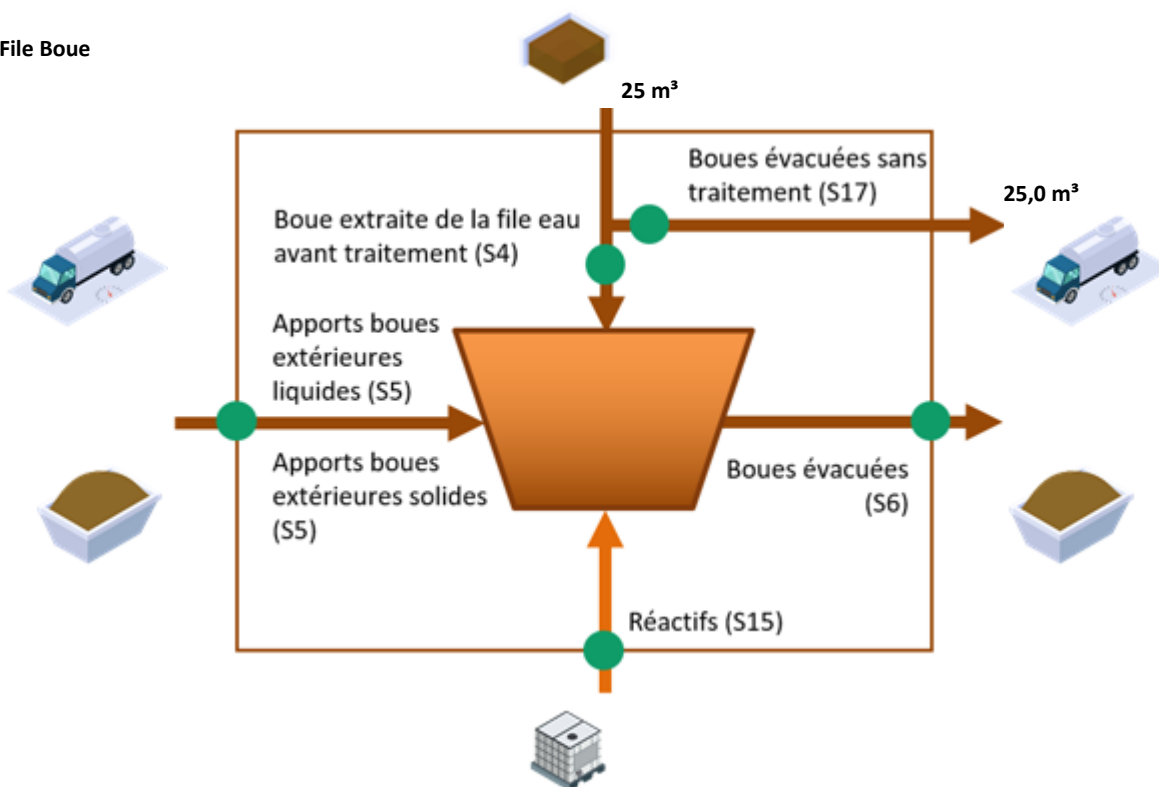 File Boue
25 m³
Boues évacuées sans
traitement (S17)
25,0 m³
Boue extraite de la file eau
avant traitement (S4)
Apports boues
extérieures
liquides (S5)
Apports boues
extérieures solides
(S5)
Boues évacuées
(S6)
Réactifs (S15)